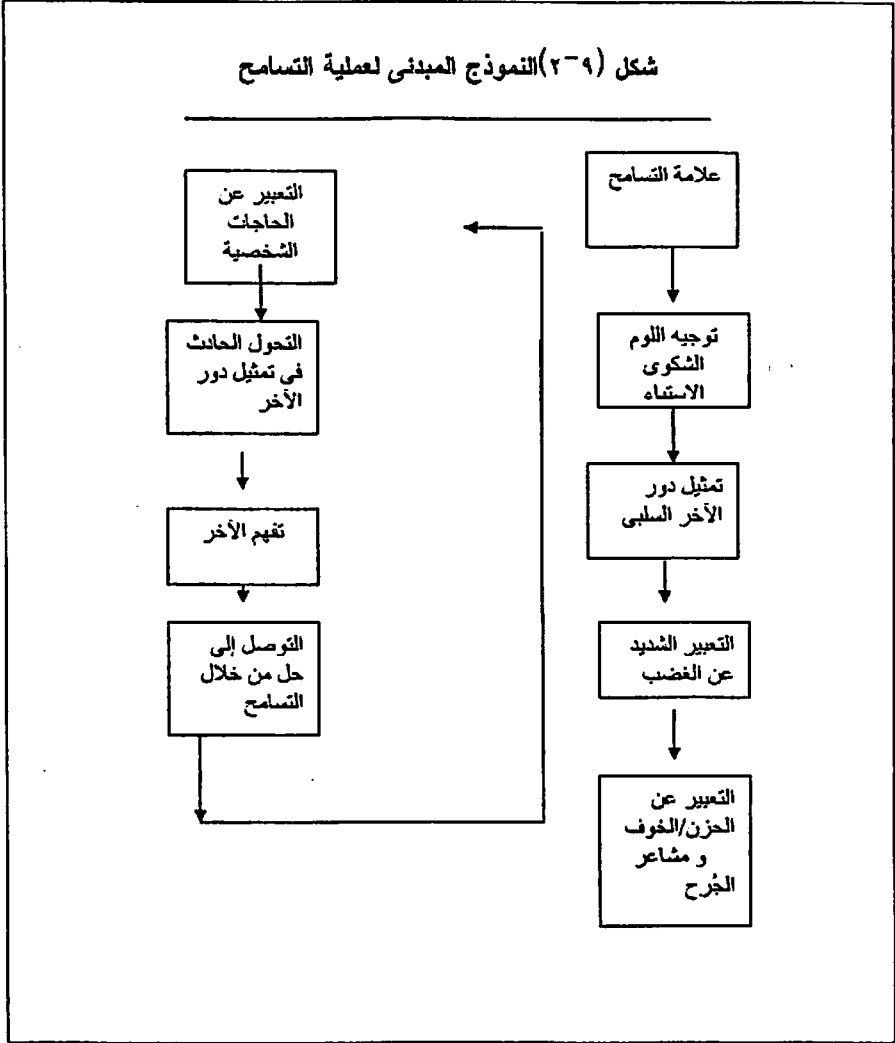 شكل (٩-٢) النموذج المبدئى لعملية التسامح
علامة التسامح
توجيه اللوم
الشكوى
الاستياء
تمثيل دور
الآخر السلبى
التعبير الشديد
عن الغضب
التعبير عن
الحزن/الخوف
و مشاعر
الجُرح
التعبير عن
الحاجات
الشخصية
التحول الحادث
فى تمثيل دور
الآخر
تفهم الآخر
التوصل إلى
حل من خلال
التسامح